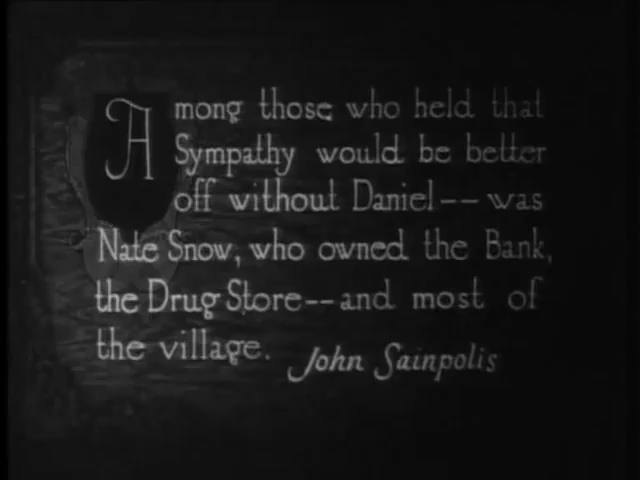 Among those who held that
Sympathy would be better
off without Daniel -- was
Nate Snow, who owned the Bank,
the Drug Store -- and most of
the village.
John Sainpolis